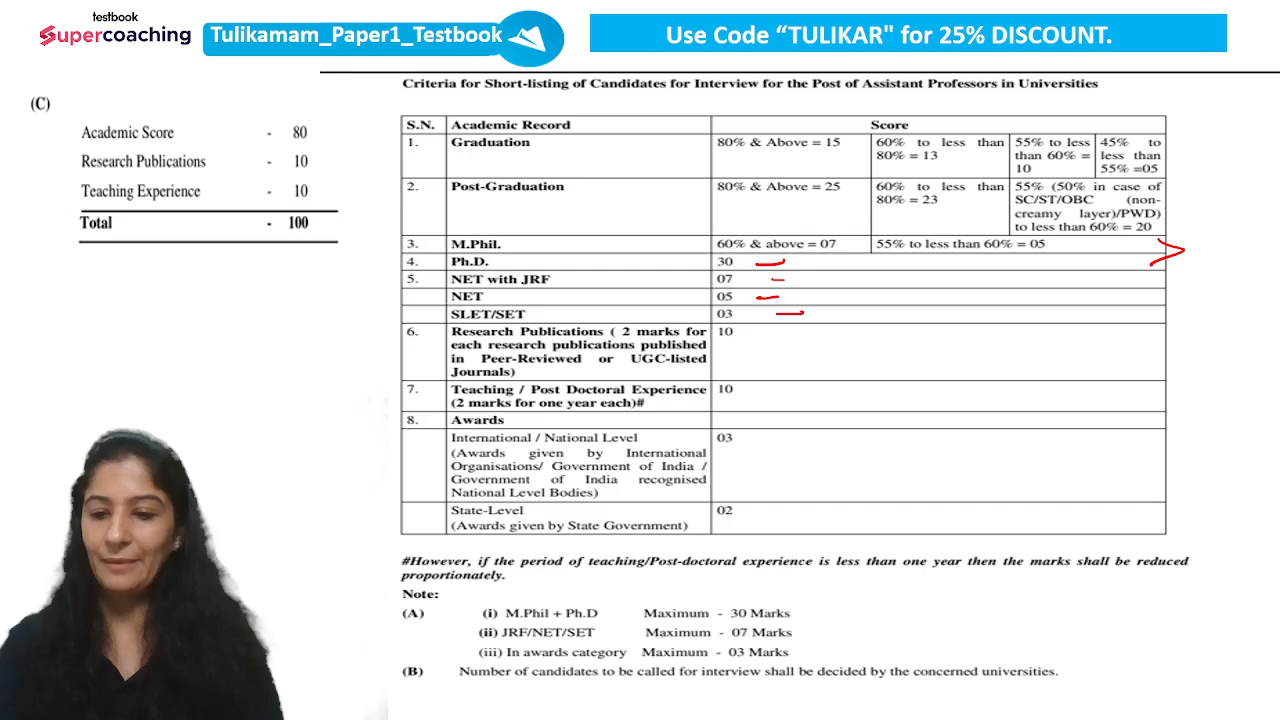 testbook
Supercoaching
Tulikamam_Paper1_Testbook
Use Code “TULIKAR" for 25% DISCOUNT.
(C)
Academic Score - 80
Research Publications - 10
Teaching Experience - 10
Total - 100
Criteria for Short-listing of Candidates for Interview for the Post of Assistant Professors in Universities
S.N. Academic Record Score
1. Graduation 80% & Above = 15 60% to less than 80% = 13 55% to less than 60% = 10 45% to less than 55% =05
2. Post-Graduation 80% & Above = 25 60% to less than 80% = 23 55% (50% in case of SC/ST/OBC (non-creamy layer)/PWD) to less than 60% = 20
3. M.Phil. 60% & above = 07 55% to less than 60% = 05
4. Ph.D. 30
5. NET with JRF 07
NET 05
SLET/SET 03
6. Research Publications ( 2 marks for 10
each research publications published
in Peer-Reviewed or UGC-listed
Journals)
7. Teaching / Post Doctoral Experience 10
(2 marks for one year each)#
8. Awards
International / National Level 03
(Awards given by International
Organisations/ Government of India /
Government of India recognised
National Level Bodies)
State-Level 02
(Awards given by State Government)
#However, if the period of teaching/Post-doctoral experience is less than one year then the marks shall be reduced
proportionately.
Note:
(A) (i) M.Phil + Ph.D Maximum - 30 Marks
(ii) JRF/NET/SET Maximum - 07 Marks
(iii) In awards category Maximum - 03 Marks
(B) Number of candidates to be called for interview shall be decided by the concerned universities.